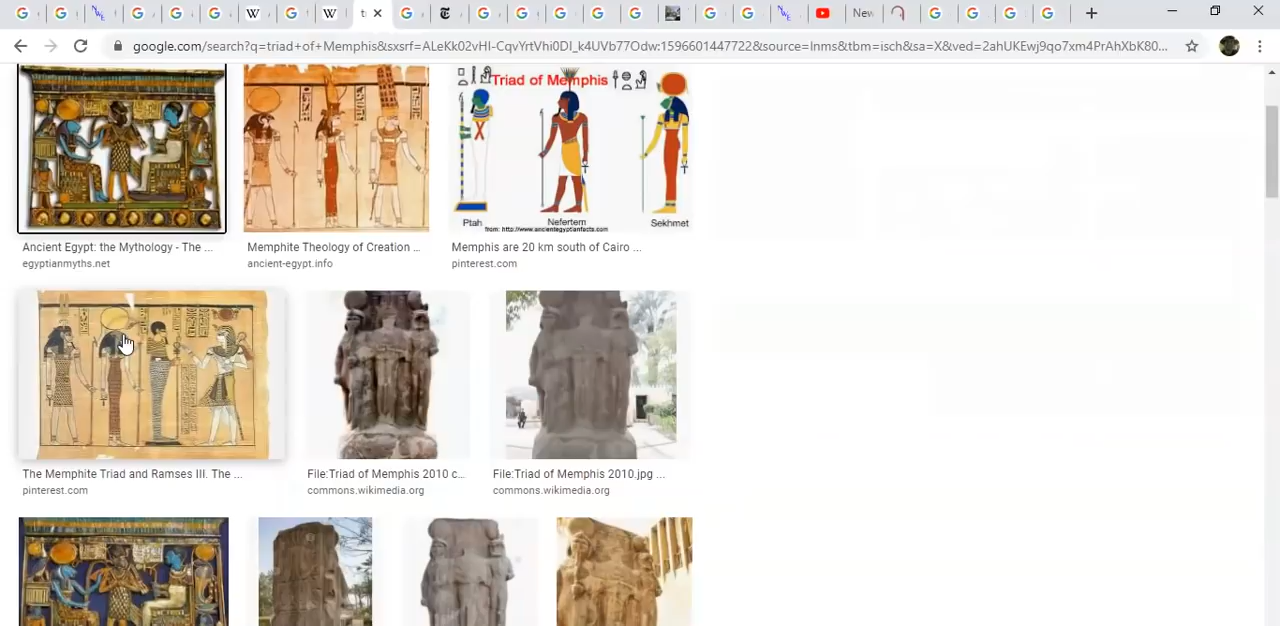 t
New
google.com/search?q=triad+of+Memphis&sxsrf=ALeKk02vHI-CqvYrtVhi0DI_k4UVb77Odw:1596601447722&source=lnms&tbm=isch&sa=X&ved=2ahUKEwj9qo7xm4PrAhXbK80...
Triad of Memphis
Ptah
Nefertem
Sekhmet
from: http://www.ancientegyptianfacts.com
Ancient Egypt: the Mythology - The ...
egyptianmyths.net
Memphite Theology of Creation ...
ancient-egypt.info
Memphis are 20 km south of Cairo ...
pinterest.com
The Memphite Triad and Ramses III. The ...
pinterest.com
File:Triad of Memphis 2010 c...
commons.wikimedia.org
File:Triad of Memphis 2010.jpg ...
commons.wikimedia.org